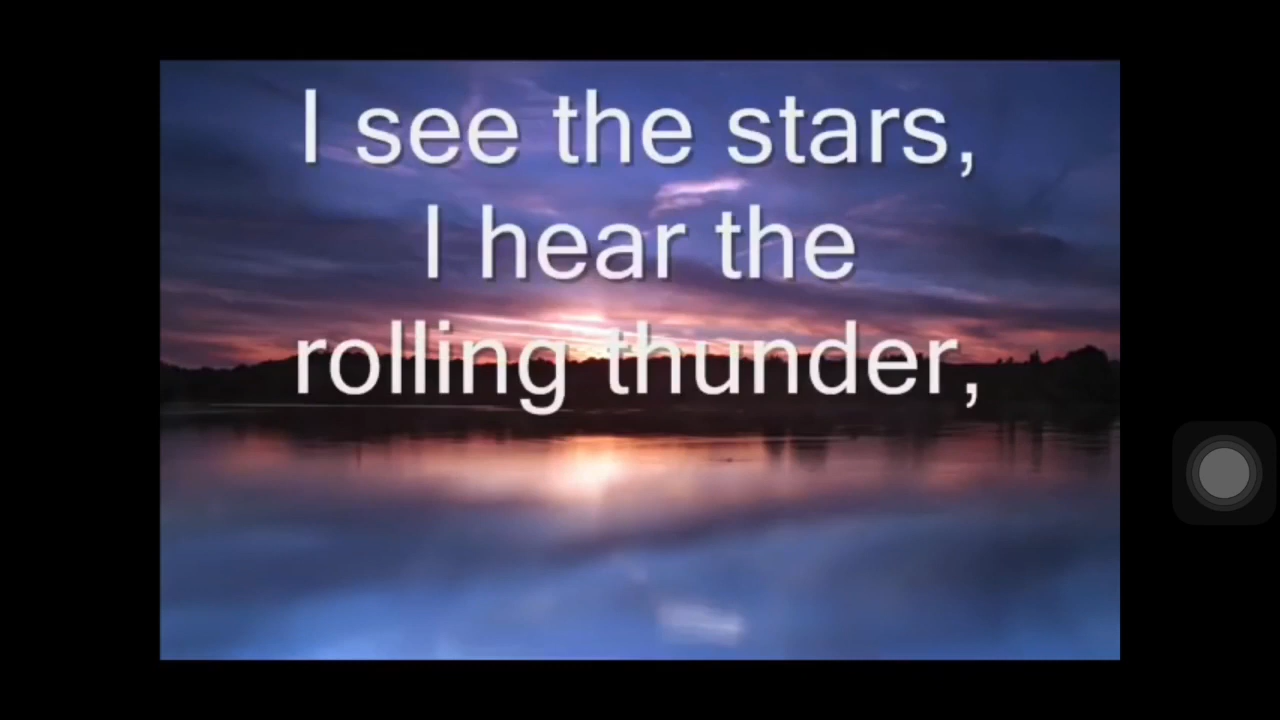 I see the stars,
I hear the
rolling thunder,